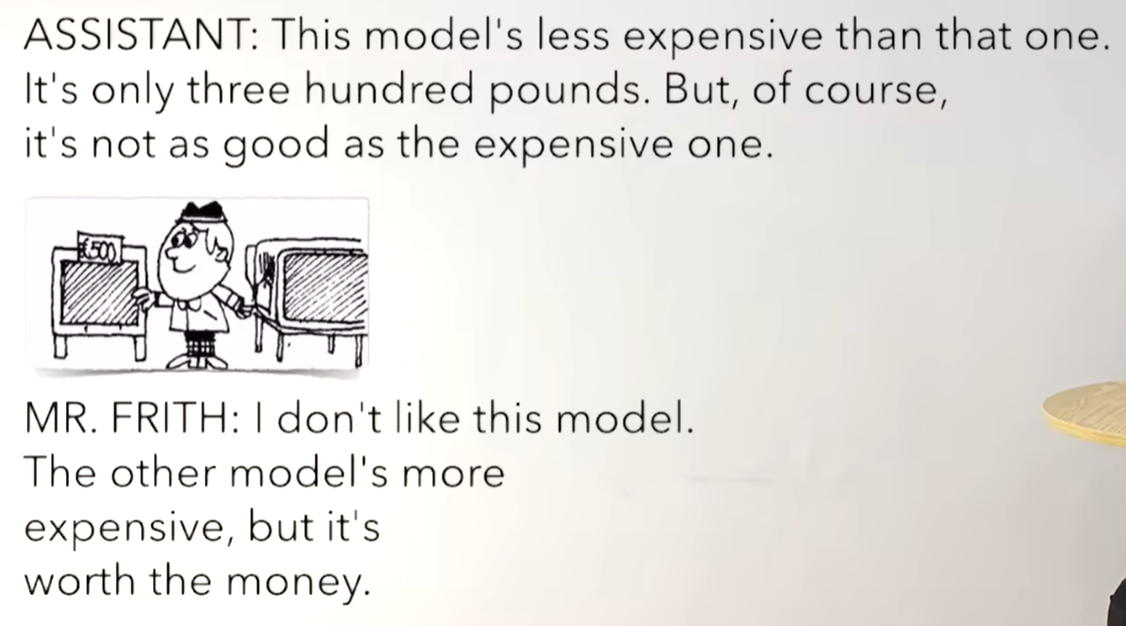 ASSISTANT: This model's less expensive than that one.
It's only three hundred pounds. But, of course,
it's not as good as the expensive one.
£500
MR. FRITH: I don't like this model.
The other model's more
expensive, but it's
worth the money.